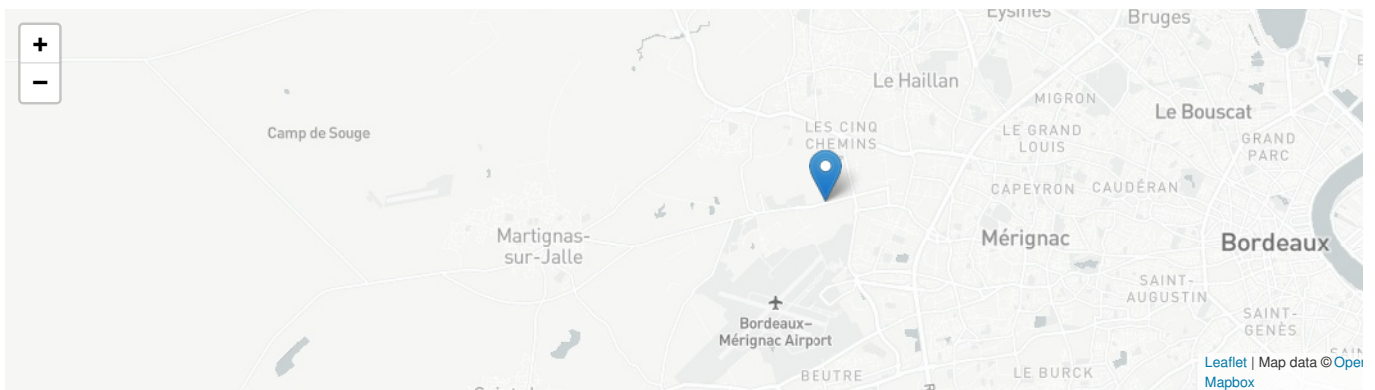 +
−
Eysines
Bruges
Le Haillan
MIGRON
Le Bouscat
Camp de Souge
LES CINQ
CHEMINS
LE GRAND
LOUIS
GRAND
PARC
CAPEYRON
CAUDÉRAN
Martignas-
sur-Jalle
Mérignac
Bordeaux
SAINT-
AUGUSTIN
Bordeaux–
Mérignac Airport
SAINT-
GENÈS
BEUTRE
LE BURCK
Leaflet | Map data © Ope
Mapbox